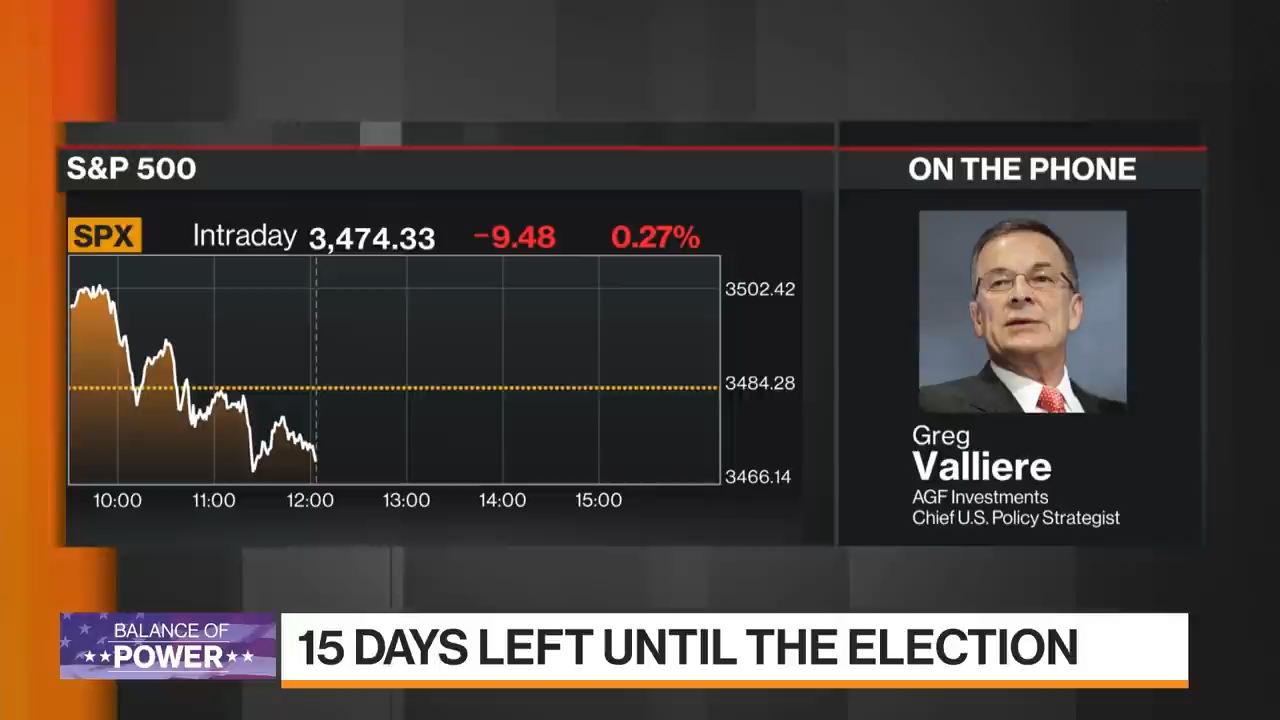 S&P 500
SPX Intraday 3,474.33 -9.48 0.27%
3502.42
3484.28
3466.14
10:00 11:00 12:00 13:00 14:00 15:00
ON THE PHONE
Greg
Valliere
AGF Investments
Chief U.S. Policy Strategist
BALANCE OF
POWER
15 DAYS LEFT UNTIL THE ELECTION